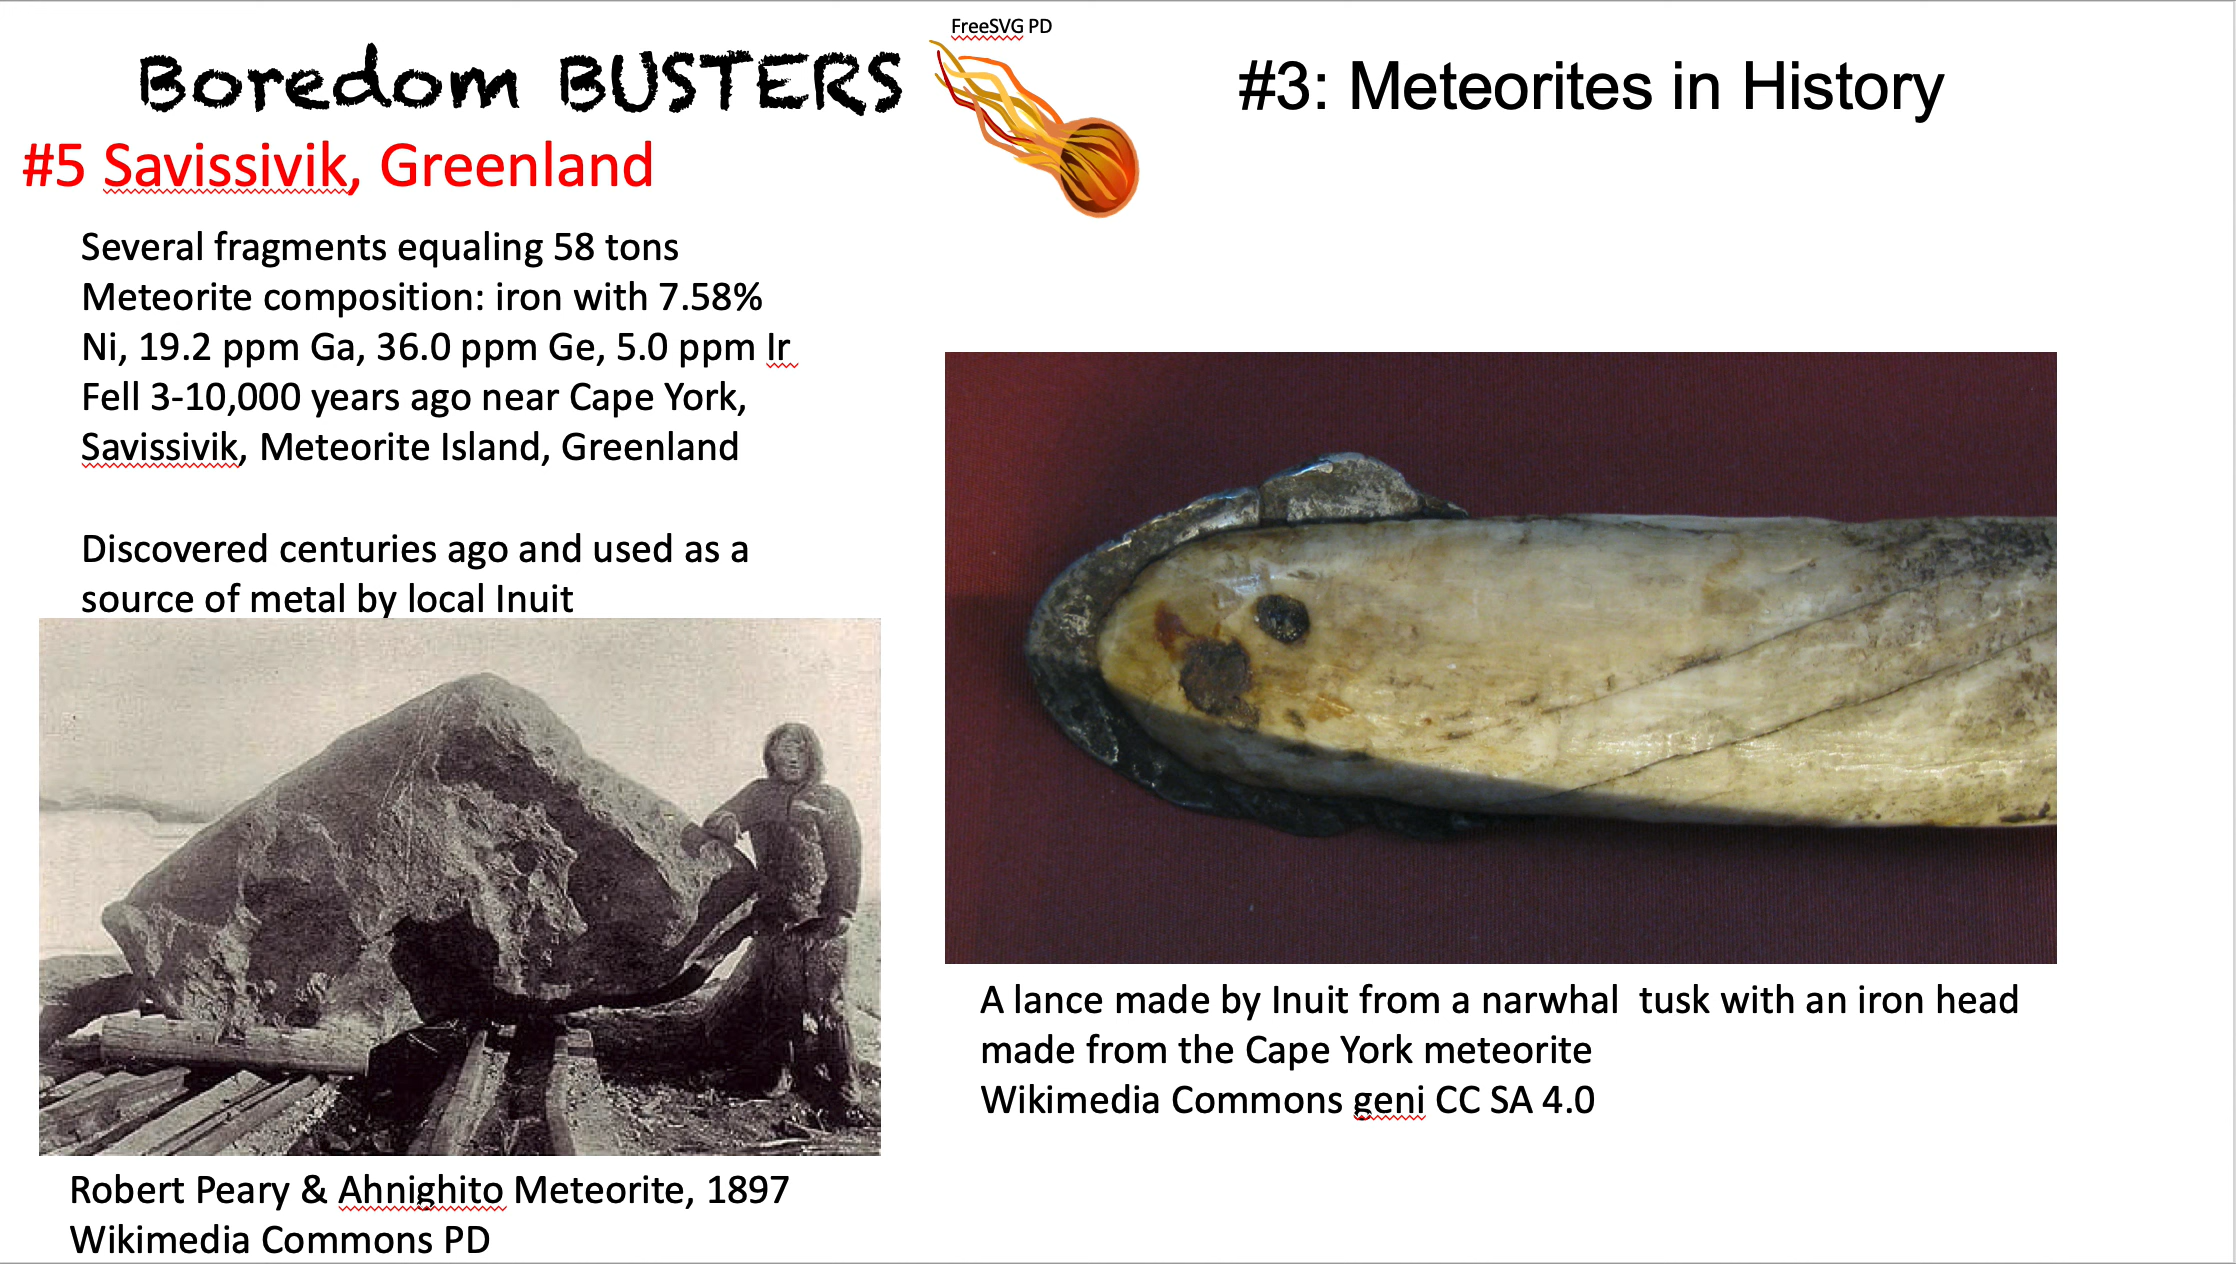 FreeSVG PD
Boredom BUSTERS
#3: Meteorites in History
#5 Savissivik, Greenland
Several fragments equaling 58 tons
Meteorite composition: iron with 7.58%
Ni, 19.2 ppm Ga, 36.0 ppm Ge, 5.0 ppm Ir
Fell 3-10,000 years ago near Cape York,
Savissivik, Meteorite Island, Greenland
Discovered centuries ago and used as a
source of metal by local Inuit
Robert Peary & Ahnighito Meteorite, 1897
Wikimedia Commons PD
A lance made by Inuit from a narwhal  tusk with an iron head
made from the Cape York meteorite
Wikimedia Commons geni CC SA 4.0